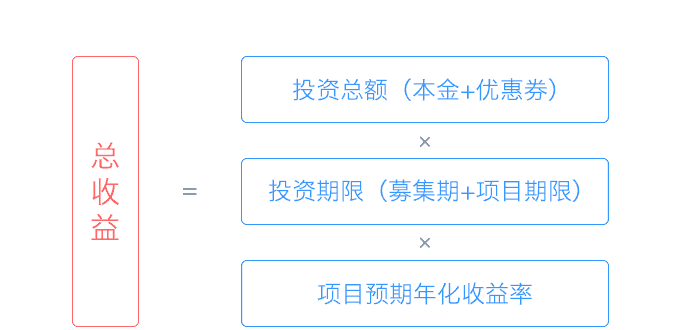 总收益
=
投资总额（本金+优惠券）
×
投资期限（募集期+项目期限）
×
项目预期年化收益率